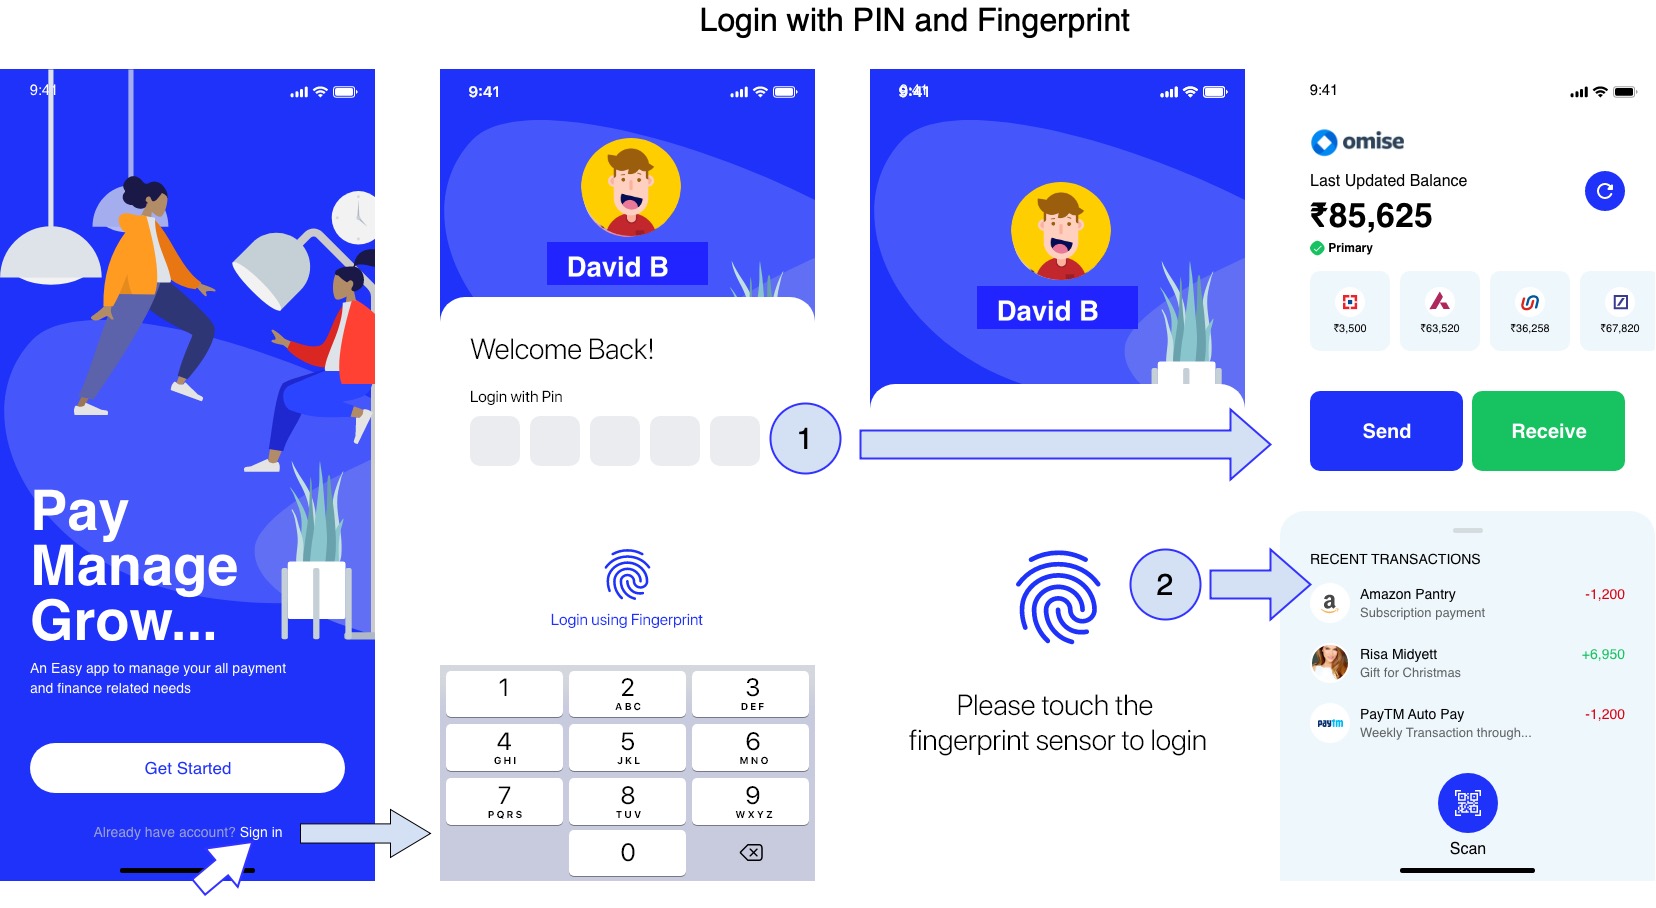 Login with PIN and Fingerprint
9:41
Pay
Manage
Grow...
An Easy app to manage your all payment
and finance related needs
Get Started
Already have account? Sign in
9:41
David B
Welcome Back!
Login with Pin
1
Login using Fingerprint
1
2 ABC
3 DEF
4 GHI
5 JKL
6 MNO
7 PQRS
8 TUV
9 WXYZ
0
9:41
David B
2
Please touch the
fingerprint sensor to login
9:41
omise
Last Updated Balance
₹85,625
Primary
₹3,500
₹63,520
₹36,258
₹67,820
Send
Receive
RECENT TRANSACTIONS
a
Amazon Pantry -1,200
Subscription payment
Risa Midyett +6,950
Gift for Christmas
paytm
PayTM Auto Pay -1,200
Weekly Transaction through...
Scan